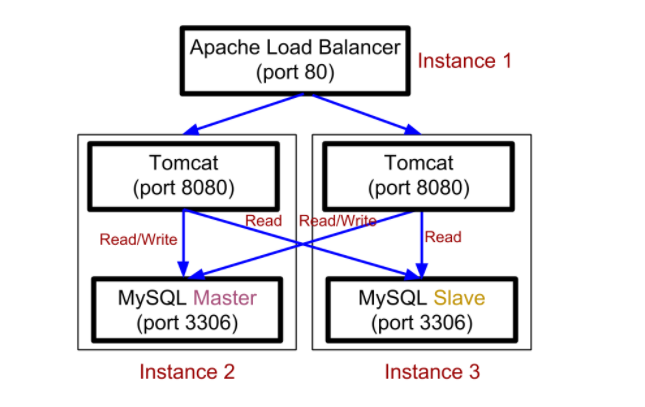 Apache Load Balancer
(port 80)
Instance 1
Tomcat
(port 8080)
Tomcat
(port 8080)
Read
Read/Write
Read/Write
Read
MySQL Master
(port 3306)
MySQL Slave
(port 3306)
Instance 2
Instance 3